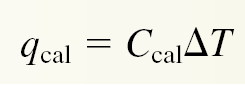 q_cal = C_calΔT